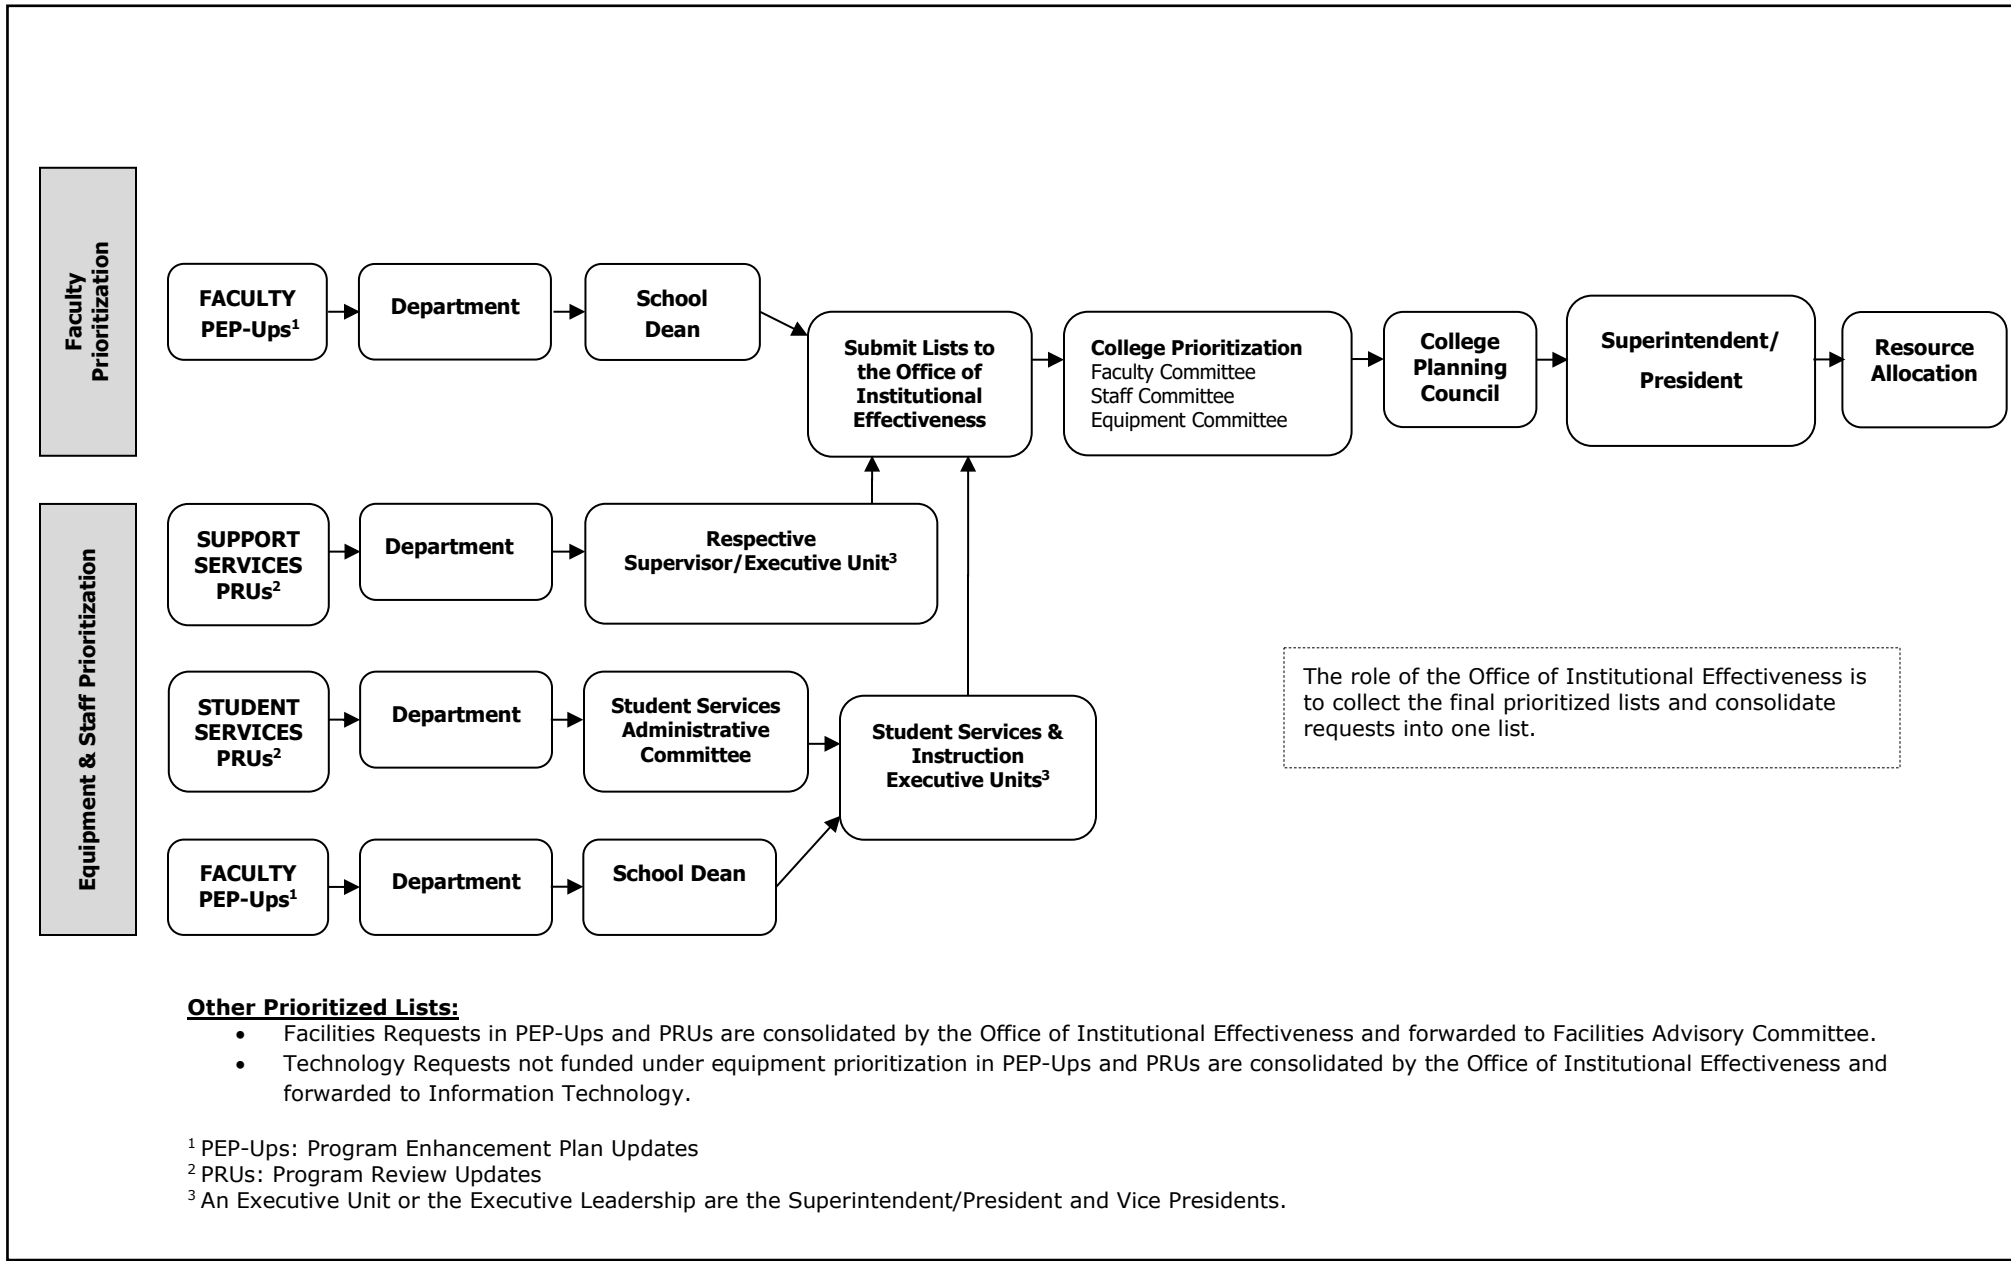 Faculty
Prioritization
FACULTY
PEP-Ups¹
Department
School
Dean
Submit Lists to
the Office of
Institutional
Effectiveness
College Prioritization
Faculty Committee
Staff Committee
Equipment Committee
College
Planning
Council
Superintendent/
President
Resource
Allocation
Equipment & Staff Prioritization
SUPPORT
SERVICES
PRUs²
Department
Respective
Supervisor/Executive Unit³
STUDENT
SERVICES
PRUs²
Department
Student Services
Administrative
Committee
Student Services &
Instruction
Executive Units³
FACULTY
PEP-Ups¹
Department
School Dean
The role of the Office of Institutional Effectiveness is
to collect the final prioritized lists and consolidate
requests into one list.
Other Prioritized Lists:
• Facilities Requests in PEP-Ups and PRUs are consolidated by the Office of Institutional Effectiveness and forwarded to Facilities Advisory Committee.
• Technology Requests not funded under equipment prioritization in PEP-Ups and PRUs are consolidated by the Office of Institutional Effectiveness and
forwarded to Information Technology.
¹ PEP-Ups: Program Enhancement Plan Updates
² PRUs: Program Review Updates
³ An Executive Unit or the Executive Leadership are the Superintendent/President and Vice Presidents.